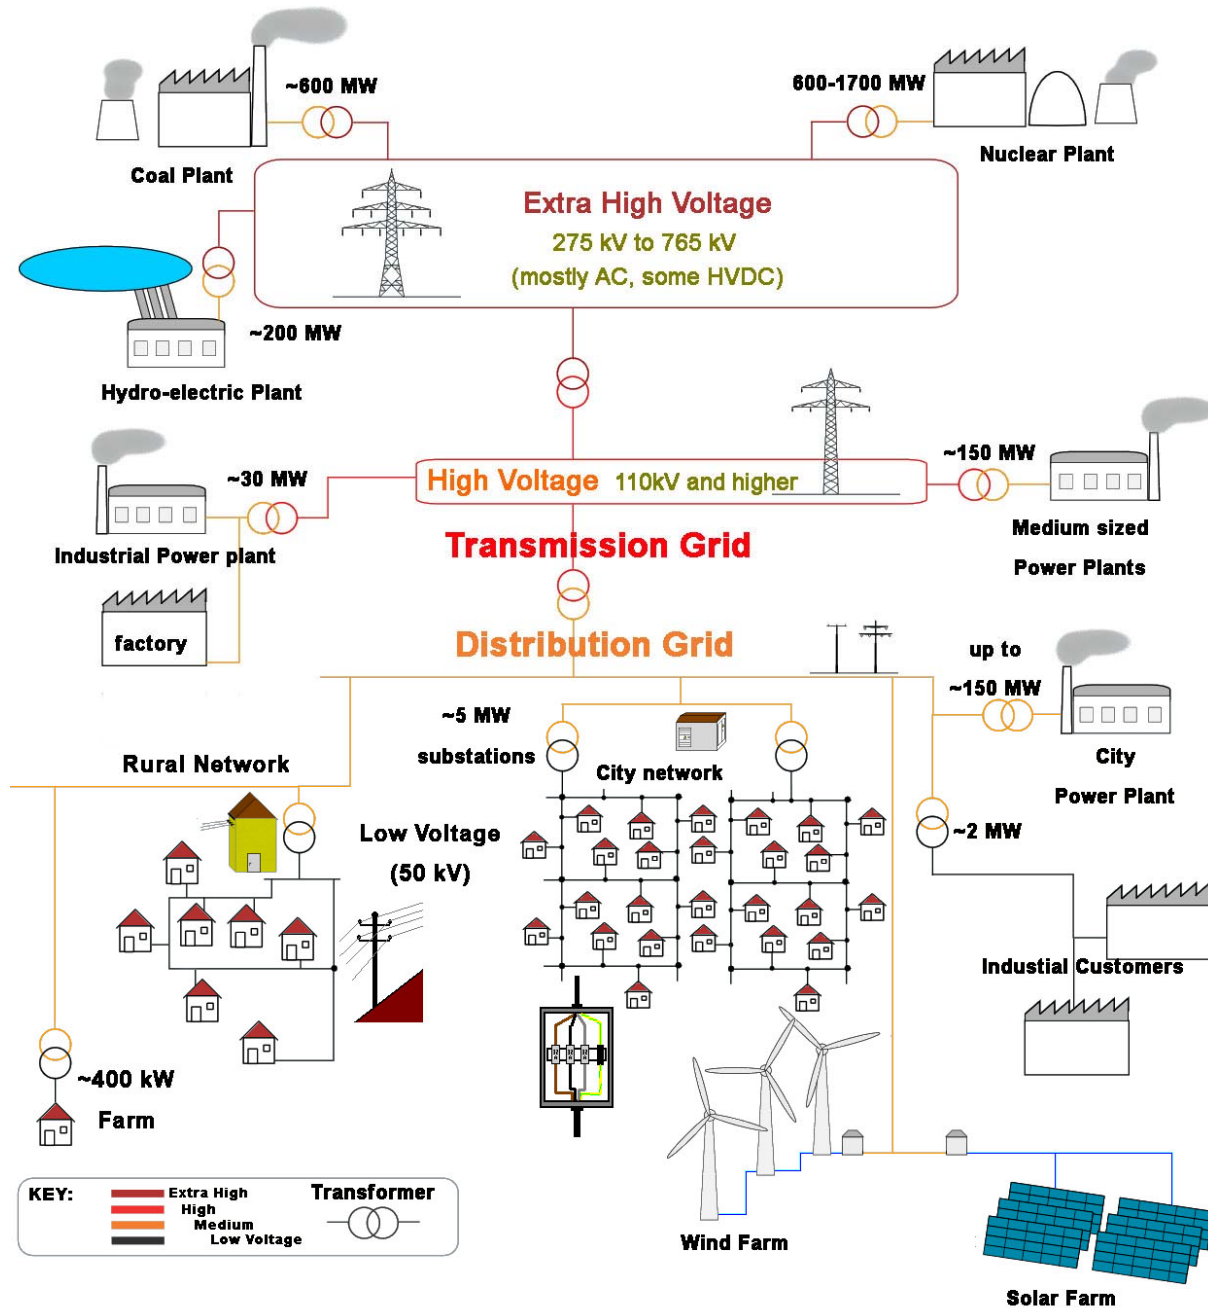 ~600 MW
600-1700 MW
Coal Plant
Nuclear Plant
Extra High Voltage
275 kV to 765 kV
(mostly AC, some HVDC)
~200 MW
Hydro-electric Plant
~30 MW
High Voltage 110kV and higher
~150 MW
Industrial Power plant
Medium sized
Power Plants
Transmission Grid
factory
Distribution Grid
up to
~150 MW
~5 MW
substations
Rural Network
City network
City
Power Plant
Low Voltage
(50 kV)
~2 MW
Industial Customers
~400 kW
Farm
KEY:
Extra High
High
Medium
Low Voltage
Transformer
Wind Farm
Solar Farm